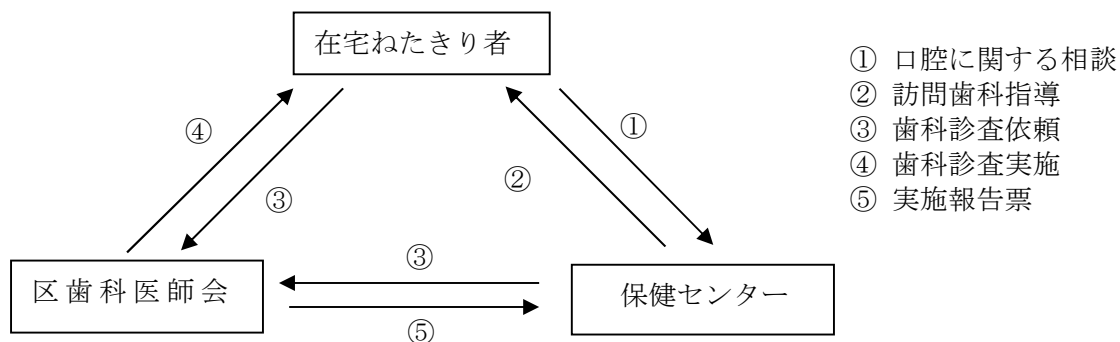 在宅ねたきり者
① 口腔に関する相談
② 訪問歯科指導
③ 歯科診査依頼
④ 歯科診査実施
⑤ 実施報告票
④
①
③
②
区歯科医師会
③
保健センター
⑤